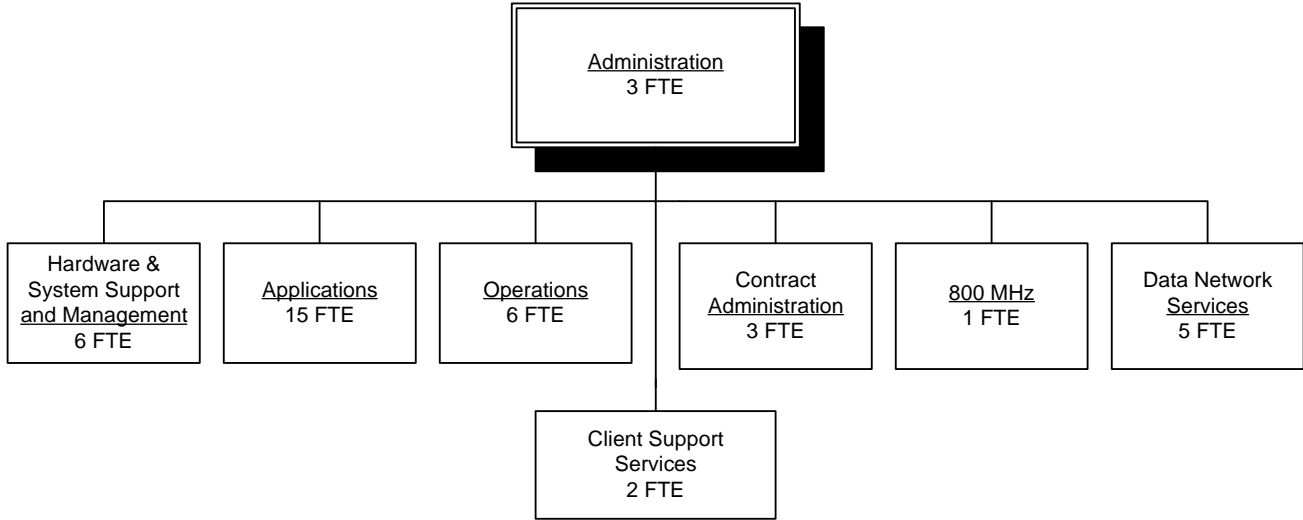 Administration
3 FTE
Hardware &
System Support
and Management
6 FTE
Applications
15 FTE
Operations
6 FTE
Contract
Administration
3 FTE
800 MHz
1 FTE
Data Network
Services
5 FTE
Client Support
Services
2 FTE